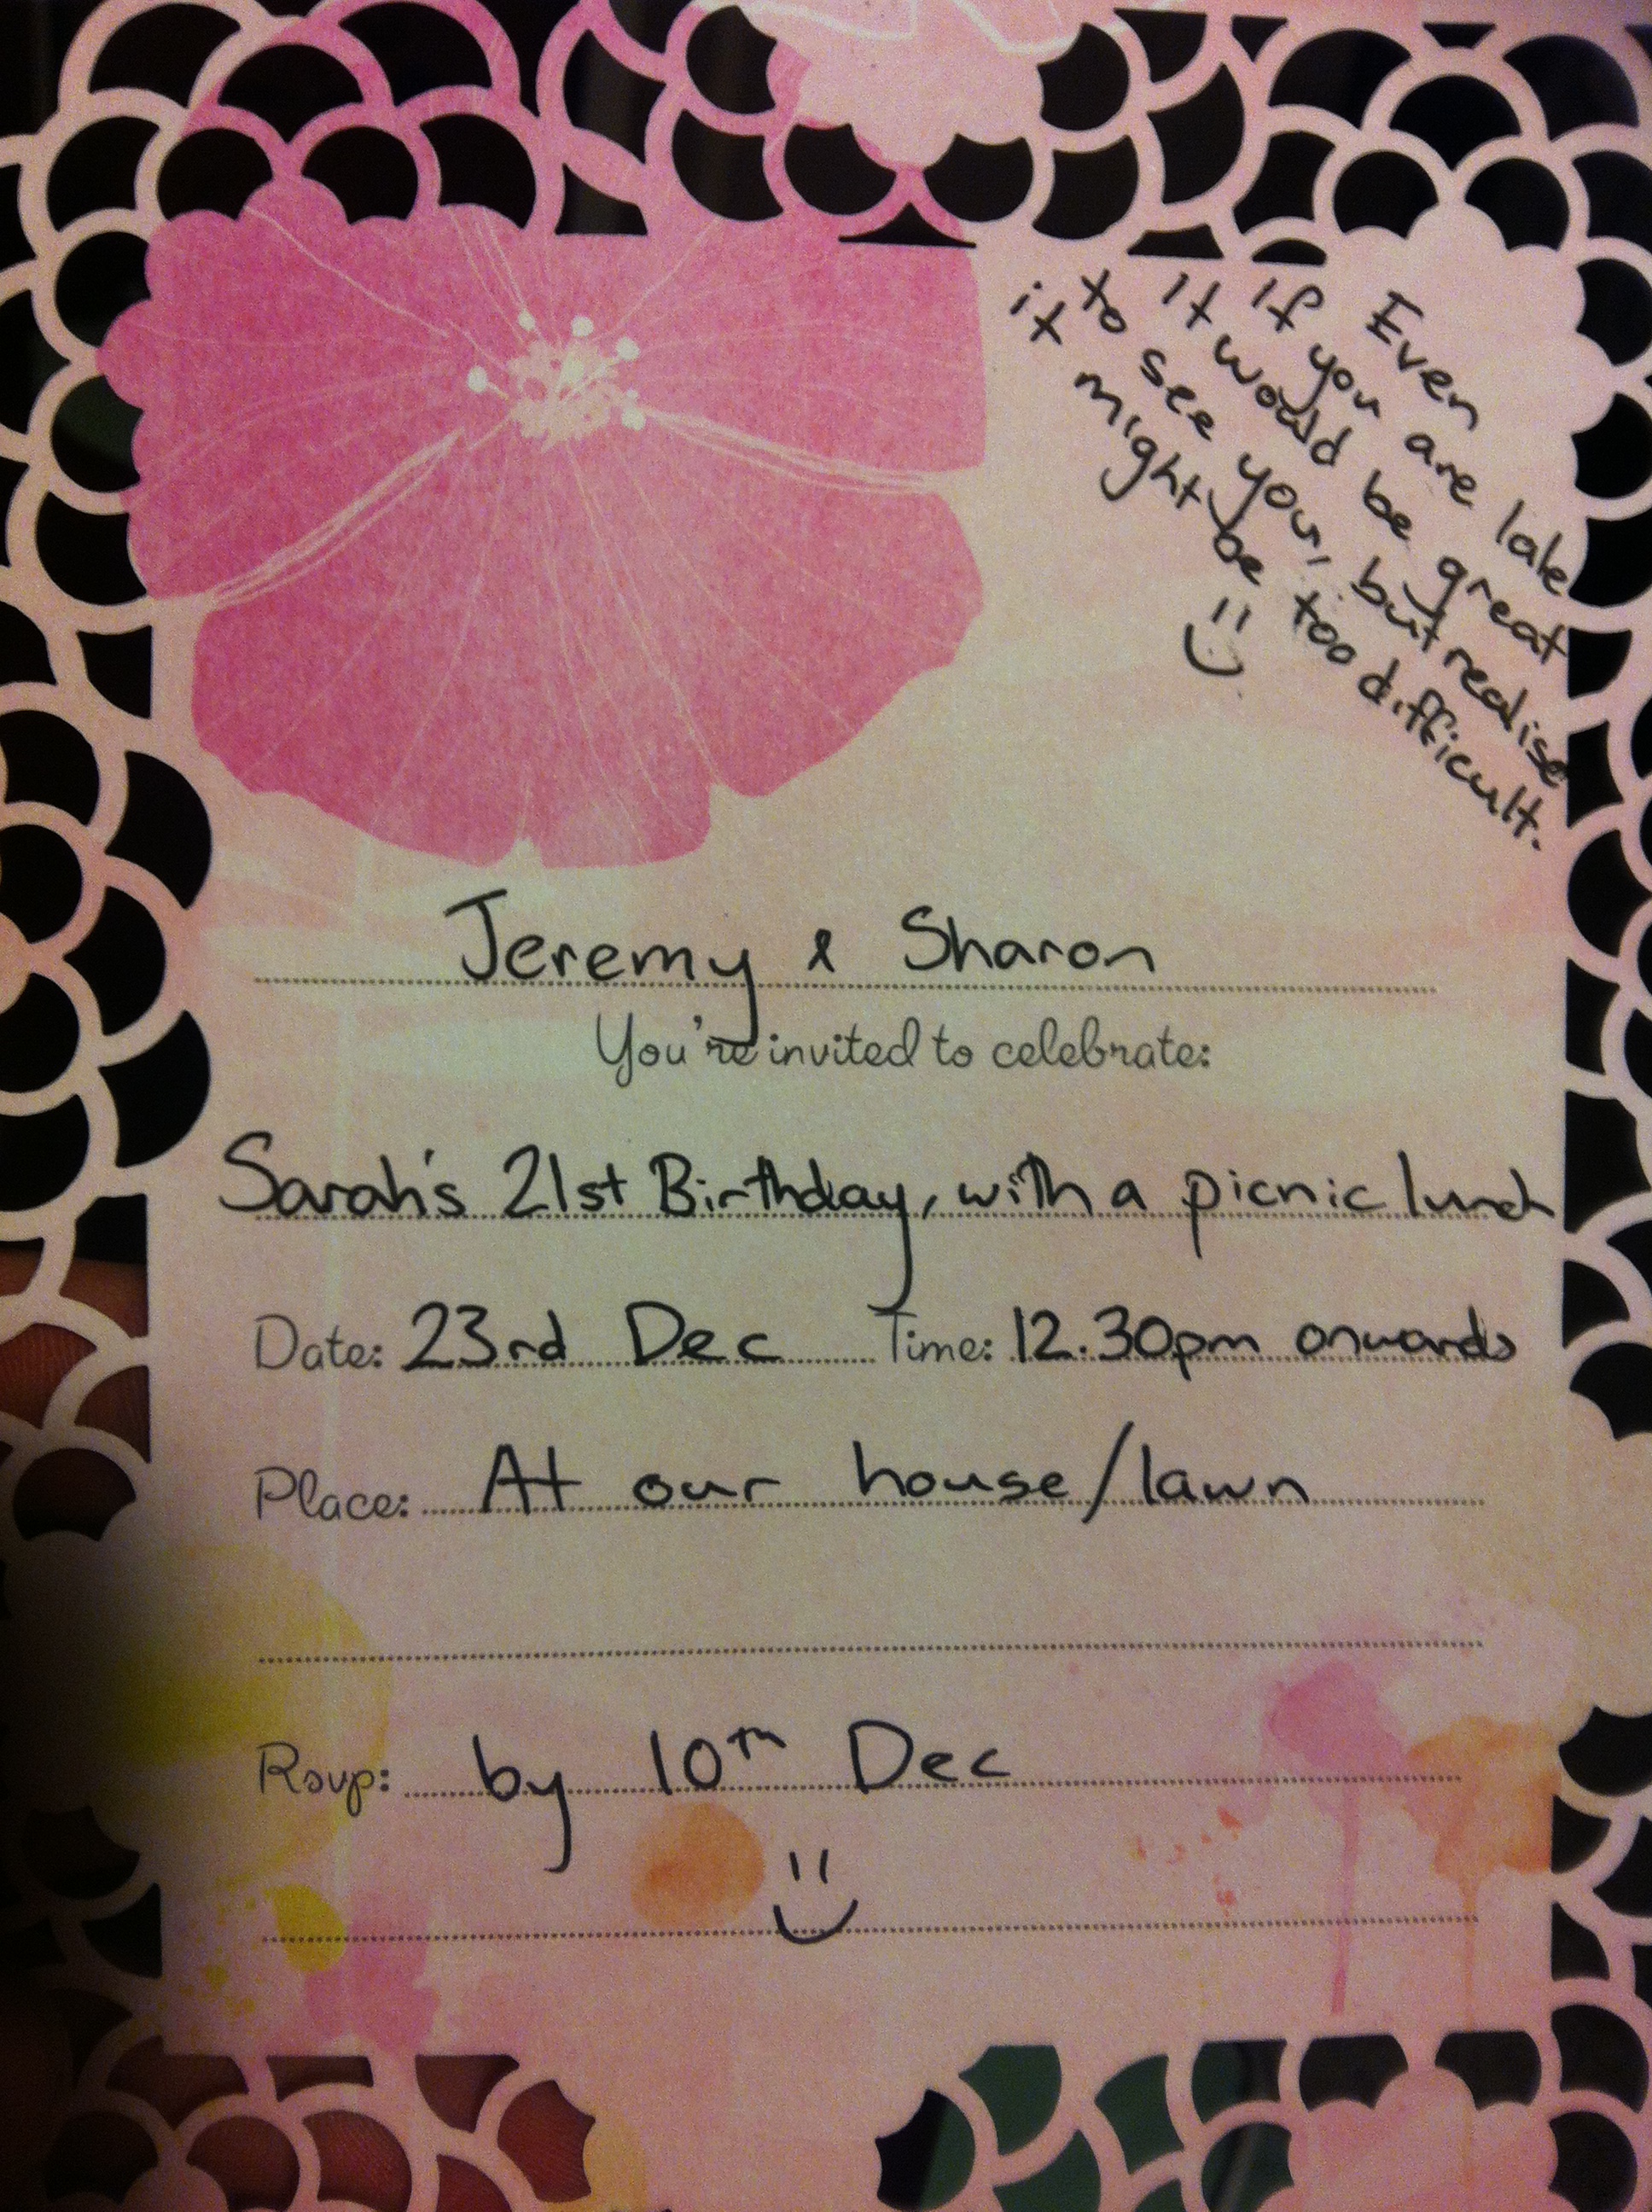 Even
If you are late
It would be great
to see you, but realise
it might be too difficult.
Jeremy & Sharon
You're invited to celebrate:
Sarah's 21st Birthday, with a picnic lunch
Date: 23rd Dec Time: 12.30pm onwards
Place: At our house/lawn
Rsvp: by 10th Dec